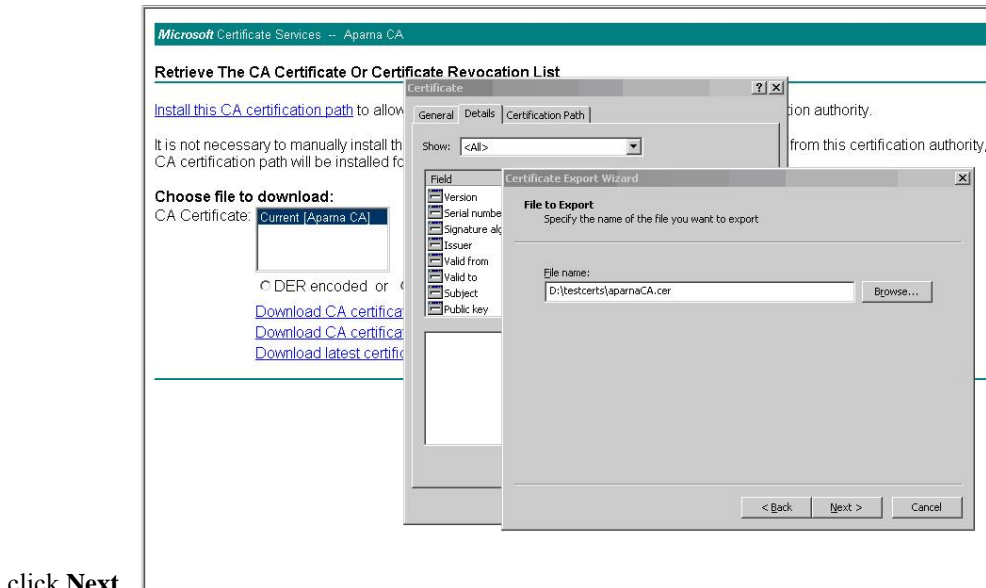 Microsoft Certificate Services -- Aparna CA
Retrieve The CA Certificate Or Certificate Revocation List
Install this CA certification path to allow
tion authority.
It is not necessary to manually install th
from this certification authority,
CA certification path will be installed fo
Choose file to download:
CA Certificate:
Current [Aparna CA]
DER encoded or
Download CA certifica
Download CA certifica
Download latest certific
Certificate
General Details Certification Path
Show: <All>
Field
Version
Serial numbe
Signature alg
Issuer
Valid from
Valid to
Subject
Public key
Certificate Export Wizard
File to Export
Specify the name of the file you want to export
File name:
D:\testcerts\aparnaCA.cer
Browse...
< Back Next > Cancel
click Next